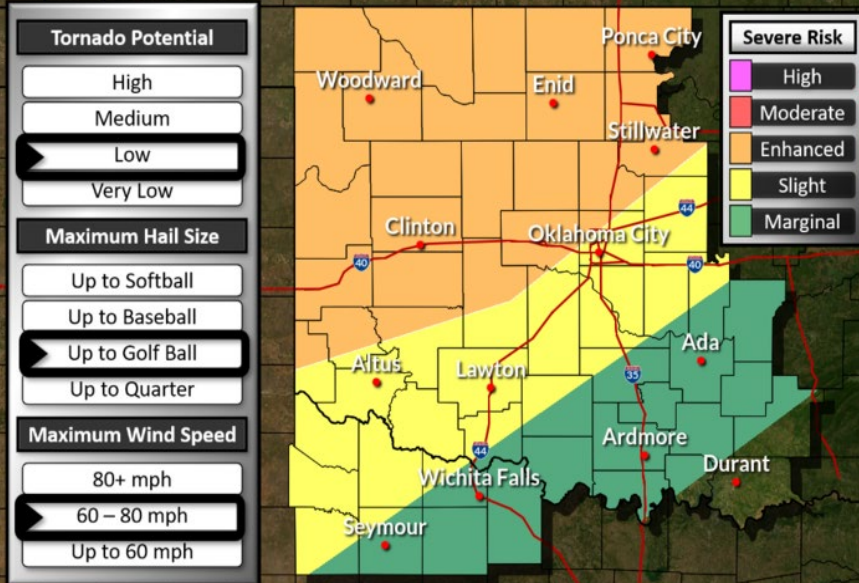 Tornado Potential
High
Medium
Low
Very Low
Maximum Hail Size
Up to Softball
Up to Baseball
Up to Golf Ball
Up to Quarter
Maximum Wind Speed
80+ mph
60 – 80 mph
Up to 60 mph
Ponca City
Woodward
Enid
Stillwater
44
Clinton
Oklahoma City
40
40
Altus
Lawton
Ada
35
44
Ardmore
Wichita Falls
Durant
Seymour
Severe Risk
High
Moderate
Enhanced
Slight
Marginal